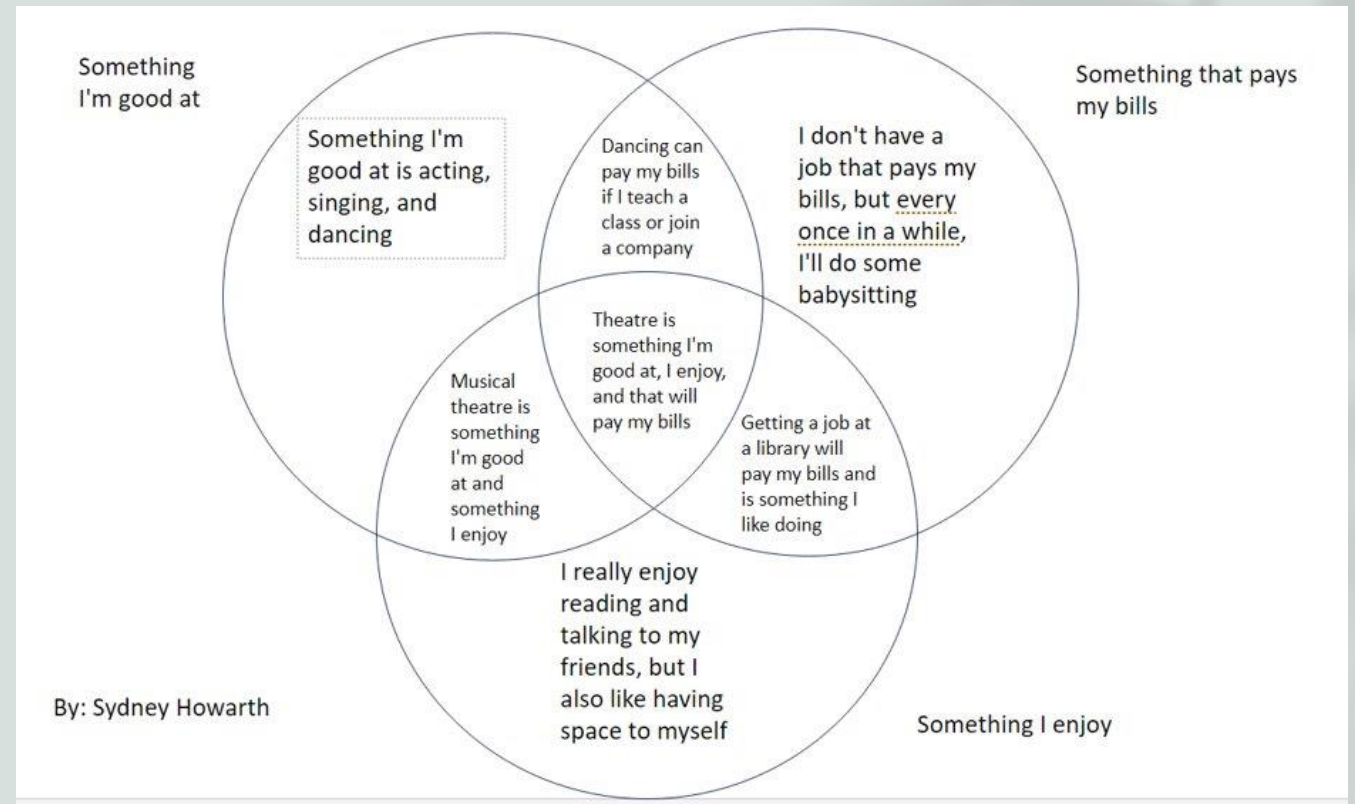 Something
I'm good at
Something that pays
my bills
Something I'm
good at is acting,
singing, and
dancing
Dancing can
pay my bills
if I teach a
class or join
a company
I don't have a
job that pays my
bills, but every
once in a while,
I'll do some
babysitting
Theatre is
something I'm
good at, I enjoy,
and that will
pay my bills
Musical
theatre is
something
I'm good
at and
something
I enjoy
Getting a job at
a library will
pay my bills and
is something I
like doing
I really enjoy
reading and
talking to my
friends, but I
also like having
space to myself
By: Sydney Howarth
Something I enjoy